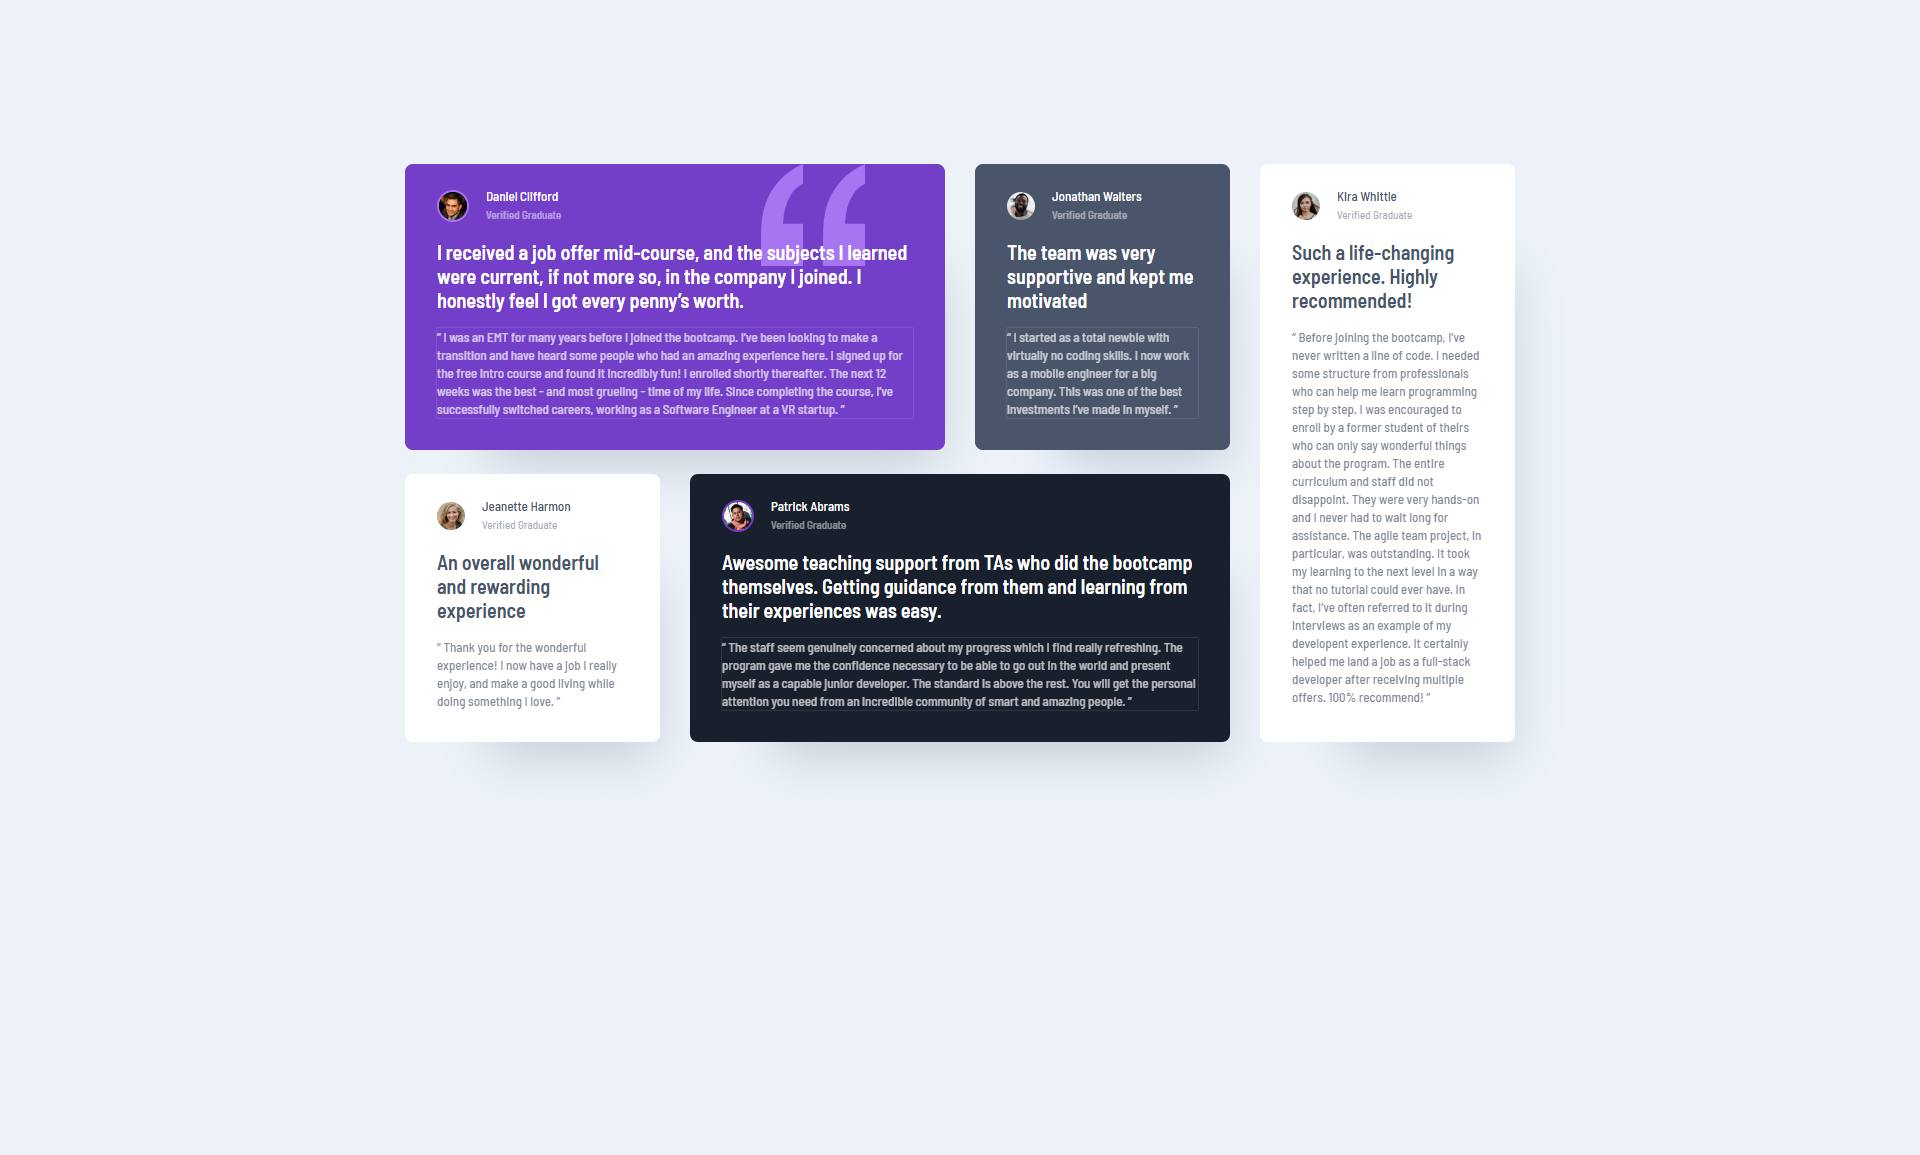 Daniel Clifford
Verified Graduate
I received a job offer mid-course, and the subjects I learned
were current, if not more so, in the company I joined. I
honestly feel I got every penny’s worth.
“ I was an EMT for many years before I joined the bootcamp. I’ve been looking to make a
transition and have heard some people who had an amazing experience here. I signed up for
the free intro course and found it incredibly fun! I enrolled shortly thereafter. The next 12
weeks was the best - and most grueling - time of my life. Since completing the course, I’ve
successfully switched careers, working as a Software Engineer at a VR startup. ”
Jonathan Walters
Verified Graduate
The team was very
supportive and kept me
motivated
“ I started as a total newbie with
virtually no coding skills. I now work
as a mobile engineer for a big
company. This was one of the best
investments I’ve made in myself. ”
Kira Whittle
Verified Graduate
Such a life-changing
experience. Highly
recommended!
“ Before joining the bootcamp, I’ve
never written a line of code. I needed
some structure from professionals
who can help me learn programming
step by step. I was encouraged to
enroll by a former student of theirs
who can only say wonderful things
about the program. The entire
curriculum and staff did not
disappoint. They were very hands-on
and I never had to wait long for
assistance. The agile team project, in
particular, was outstanding. It took
my learning to the next level in a way
that no tutorial could ever have. In
fact, I’ve often referred to it during
interviews as an example of my
developent experience. It certainly
helped me land a job as a full-stack
developer after receiving multiple
offers. 100% recommend! ”
Jeanette Harmon
Verified Graduate
An overall wonderful
and rewarding
experience
“ Thank you for the wonderful
experience! I now have a job I really
enjoy, and make a good living while
doing something I love. ”
Patrick Abrams
Verified Graduate
Awesome teaching support from TAs who did the bootcamp
themselves. Getting guidance from them and learning from
their experiences was easy.
“ The staff seem genuinely concerned about my progress which I find really refreshing. The
program gave me the confidence necessary to be able to go out in the world and present
myself as a capable junior developer. The standard is above the rest. You will get the personal
attention you need from an incredible community of smart and amazing people. ”